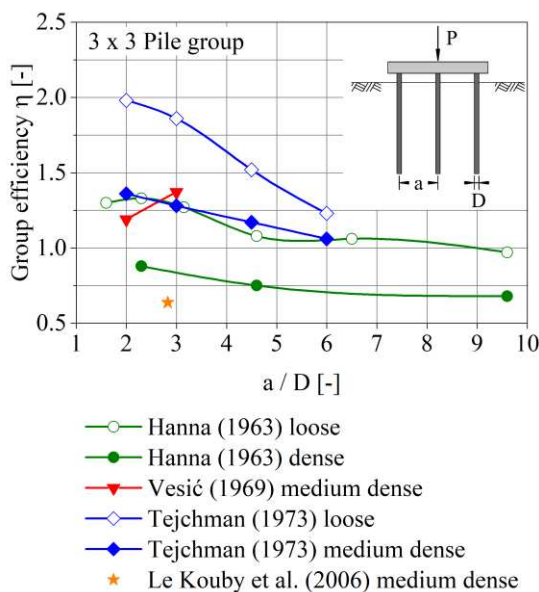 3 x 3 Pile group
P
a
D
Group efficiency η [-]
2.5
2.0
1.5
1.0
0.5
1 2 3 4 5 6 7 8 9 10
a / D [-]
Hanna (1963) loose
Hanna (1963) dense
Vesić (1969) medium dense
Tejchman (1973) loose
Tejchman (1973) medium dense
Le Kouby et al. (2006) medium dense